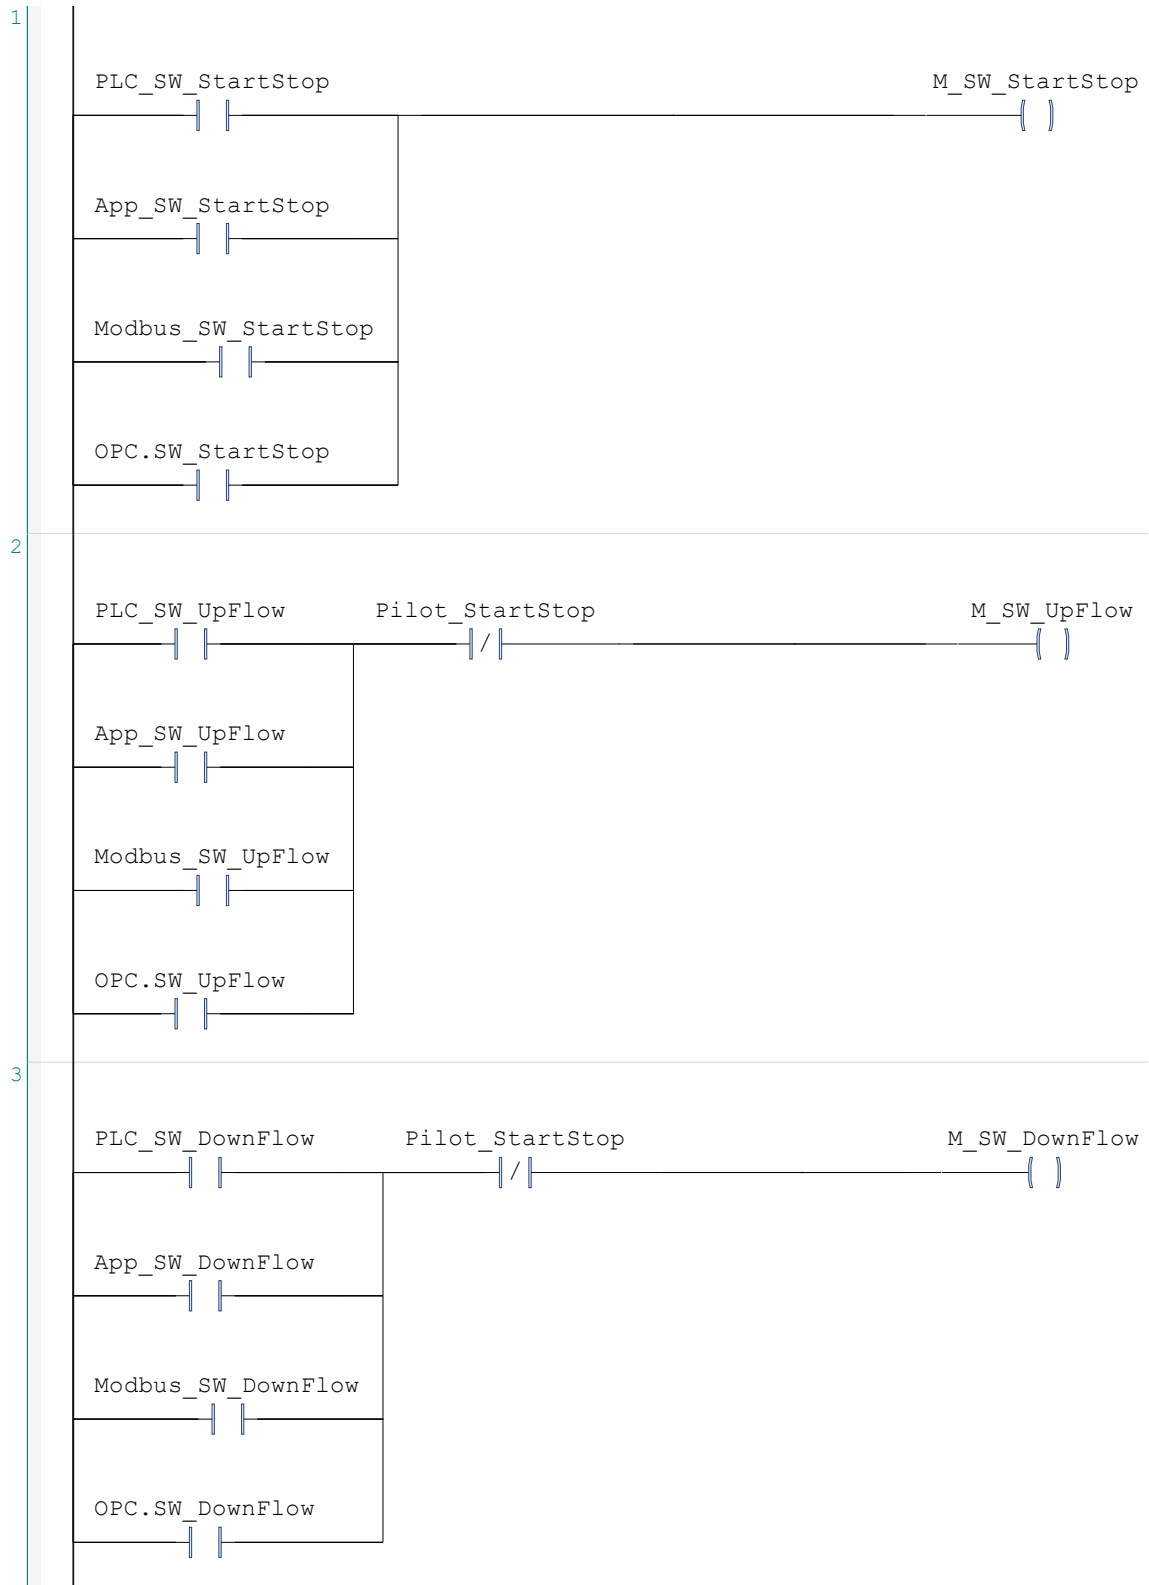 1
PLC_SW_StartStop M_SW_StartStop
App_SW_StartStop
Modbus_SW_StartStop
OPC.SW_StartStop
2
PLC_SW_UpFlow Pilot_StartStop M_SW_UpFlow
/
App_SW_UpFlow
Modbus_SW_UpFlow
OPC.SW_UpFlow
3
PLC_SW_DownFlow Pilot_StartStop M_SW_DownFlow
/
App_SW_DownFlow
Modbus_SW_DownFlow
OPC.SW_DownFlow